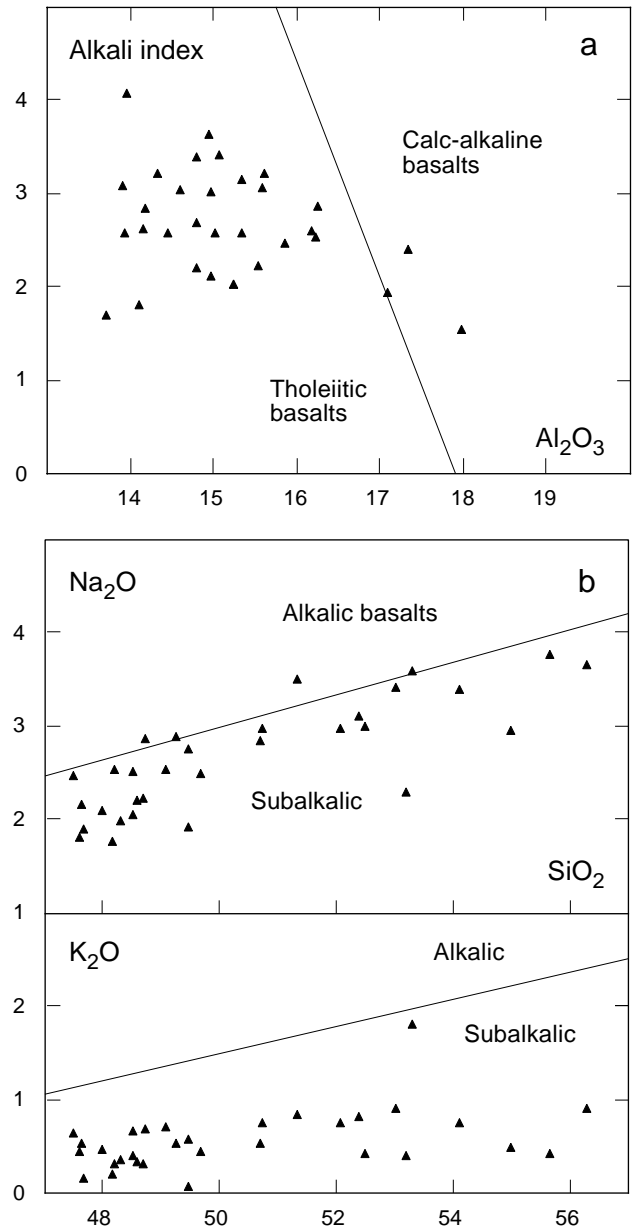 Alkali index
a
Calc-alkaline
basalts
Tholeiitic
basalts
Al₂O₃
4
3
2
1
0
14 15 16 17 18 19
Na₂O
b
Alkalic basalts
Subalkalic
SiO₂
4
3
2
1
K₂O
Alkalic
Subalkalic
2
1
0
48 50 52 54 56